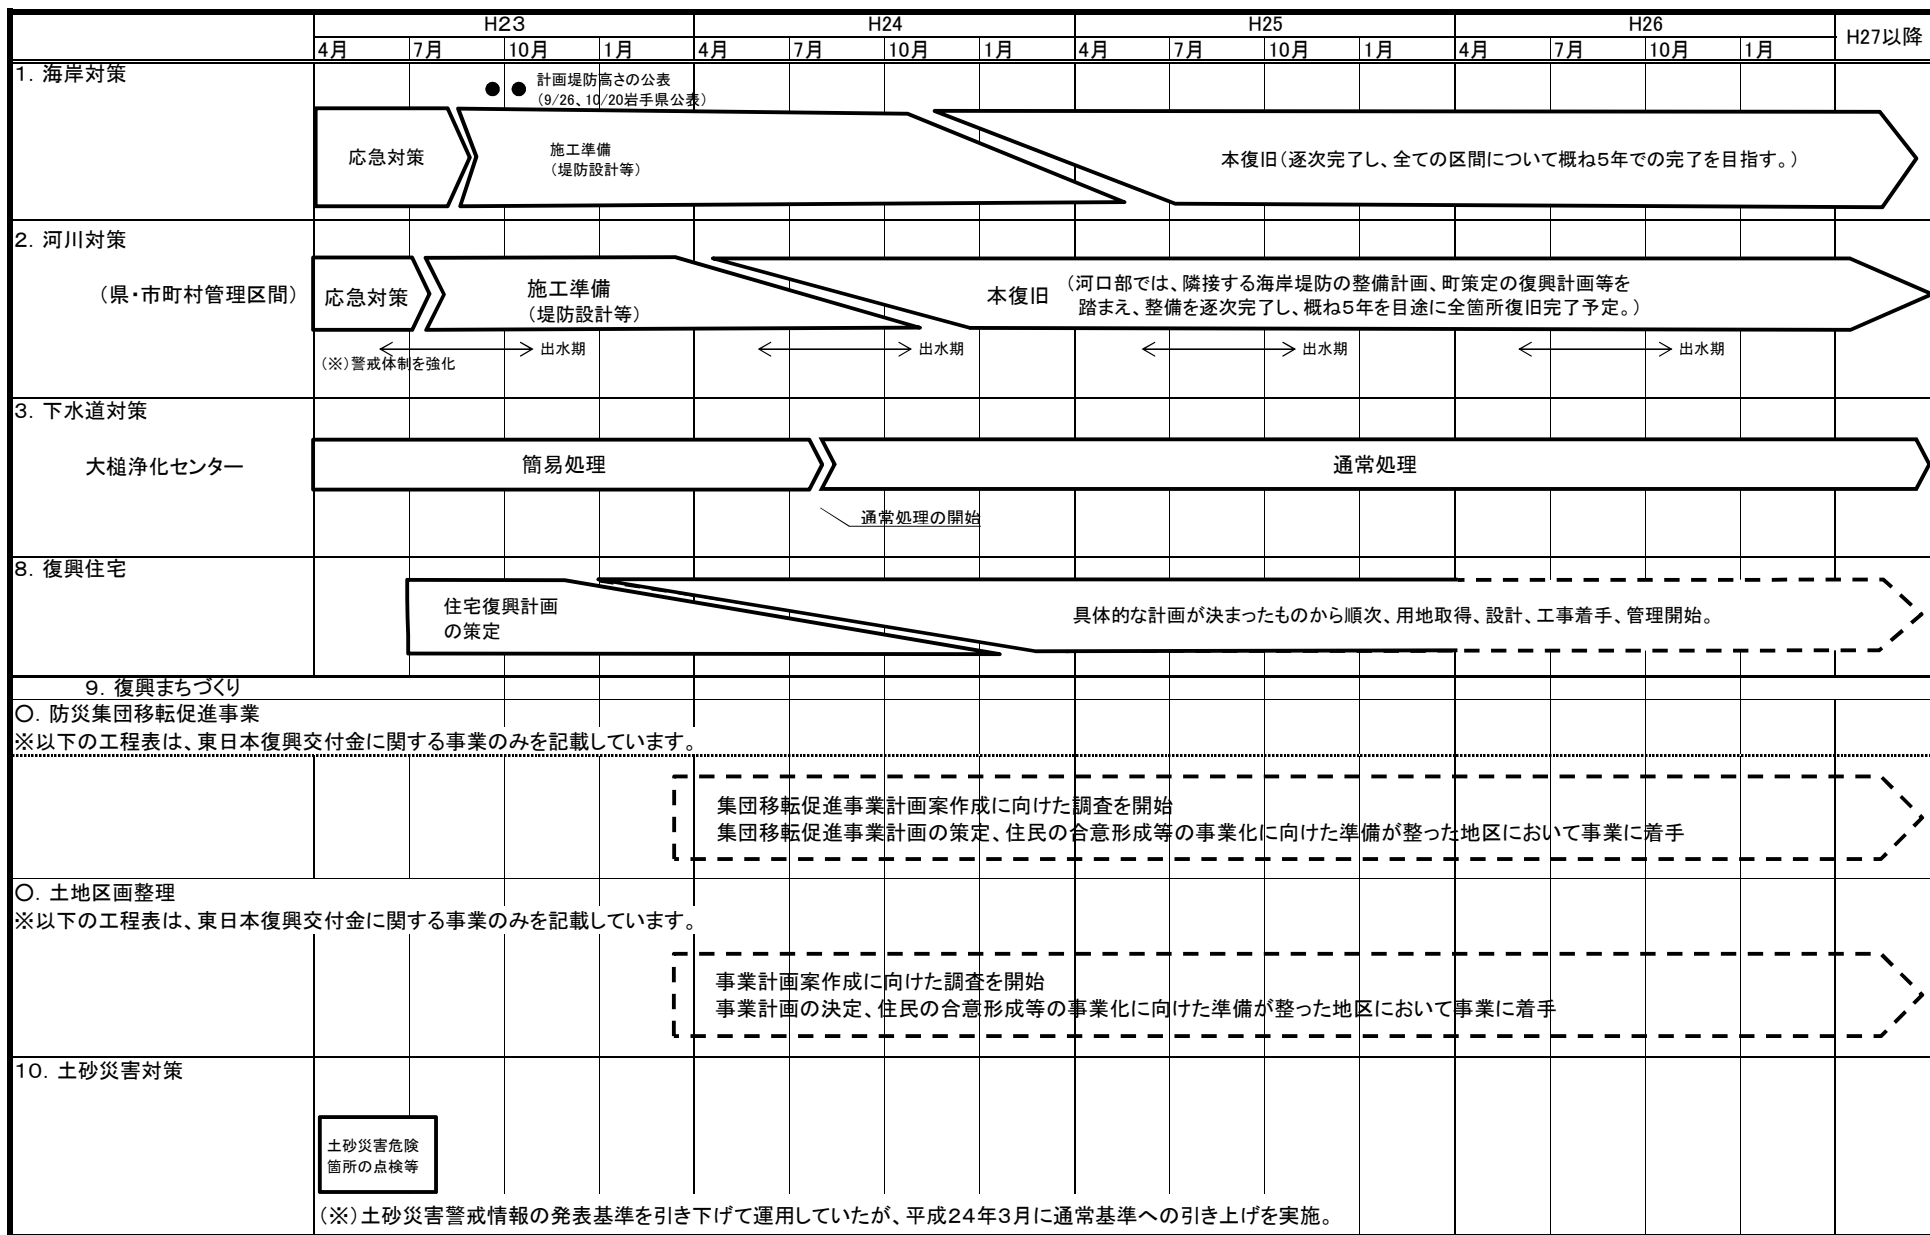 H23
H24
H25
H26
H27以降
4月 7月 10月 1月 4月 7月 10月 1月 4月 7月 10月 1月 4月 7月 10月 1月
1．海岸対策
計画堤防高さの公表
(9/26、10/20岩手県公表)
応急対策
施工準備
(堤防設計等)
本復旧(逐次完了し、全ての区間について概ね5年での完了を目指す。)
2．河川対策
(県・市町村管理区間)
応急対策
施工準備
(堤防設計等)
本復旧
(河口部では、隣接する海岸堤防の整備計画、町策定の復興計画等を
踏まえ、整備を逐次完了し、概ね5年を目途に全箇所復旧完了予定。)
出水期
出水期
出水期
出水期
(※)警戒体制を強化
3．下水道対策
大槌浄化センター
簡易処理
通常処理
通常処理の開始
8．復興住宅
住宅復興計画
の策定
具体的な計画が決まったものから順次、用地取得、設計、工事着手、管理開始。
9．復興まちづくり
○．防災集団移転促進事業
※以下の工程表は、東日本復興交付金に関する事業のみを記載しています。
集団移転促進事業計画案作成に向けた調査を開始
集団移転促進事業計画の策定、住民の合意形成等の事業化に向けた準備が整った地区において事業に着手
○．土地区画整理
※以下の工程表は、東日本復興交付金に関する事業のみを記載しています。
事業計画案作成に向けた調査を開始
事業計画の決定、住民の合意形成等の事業化に向けた準備が整った地区において事業に着手
10．土砂災害対策
土砂災害危険
箇所の点検等
(※)土砂災害警戒情報の発表基準を引き下げて運用していたが、平成24年3月に通常基準への引き上げを実施。